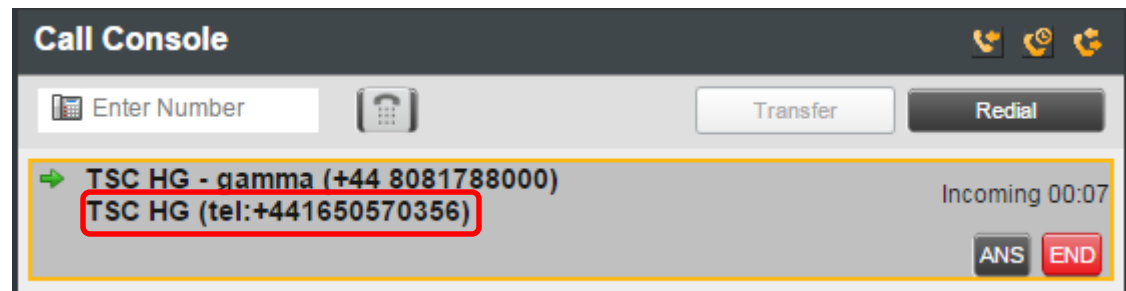 Call Console
Enter Number
Transfer
Redial
TSC HG - gamma (+44 8081788000)
TSC HG (tel:+441650570356)
Incoming 00:07
ANS
END